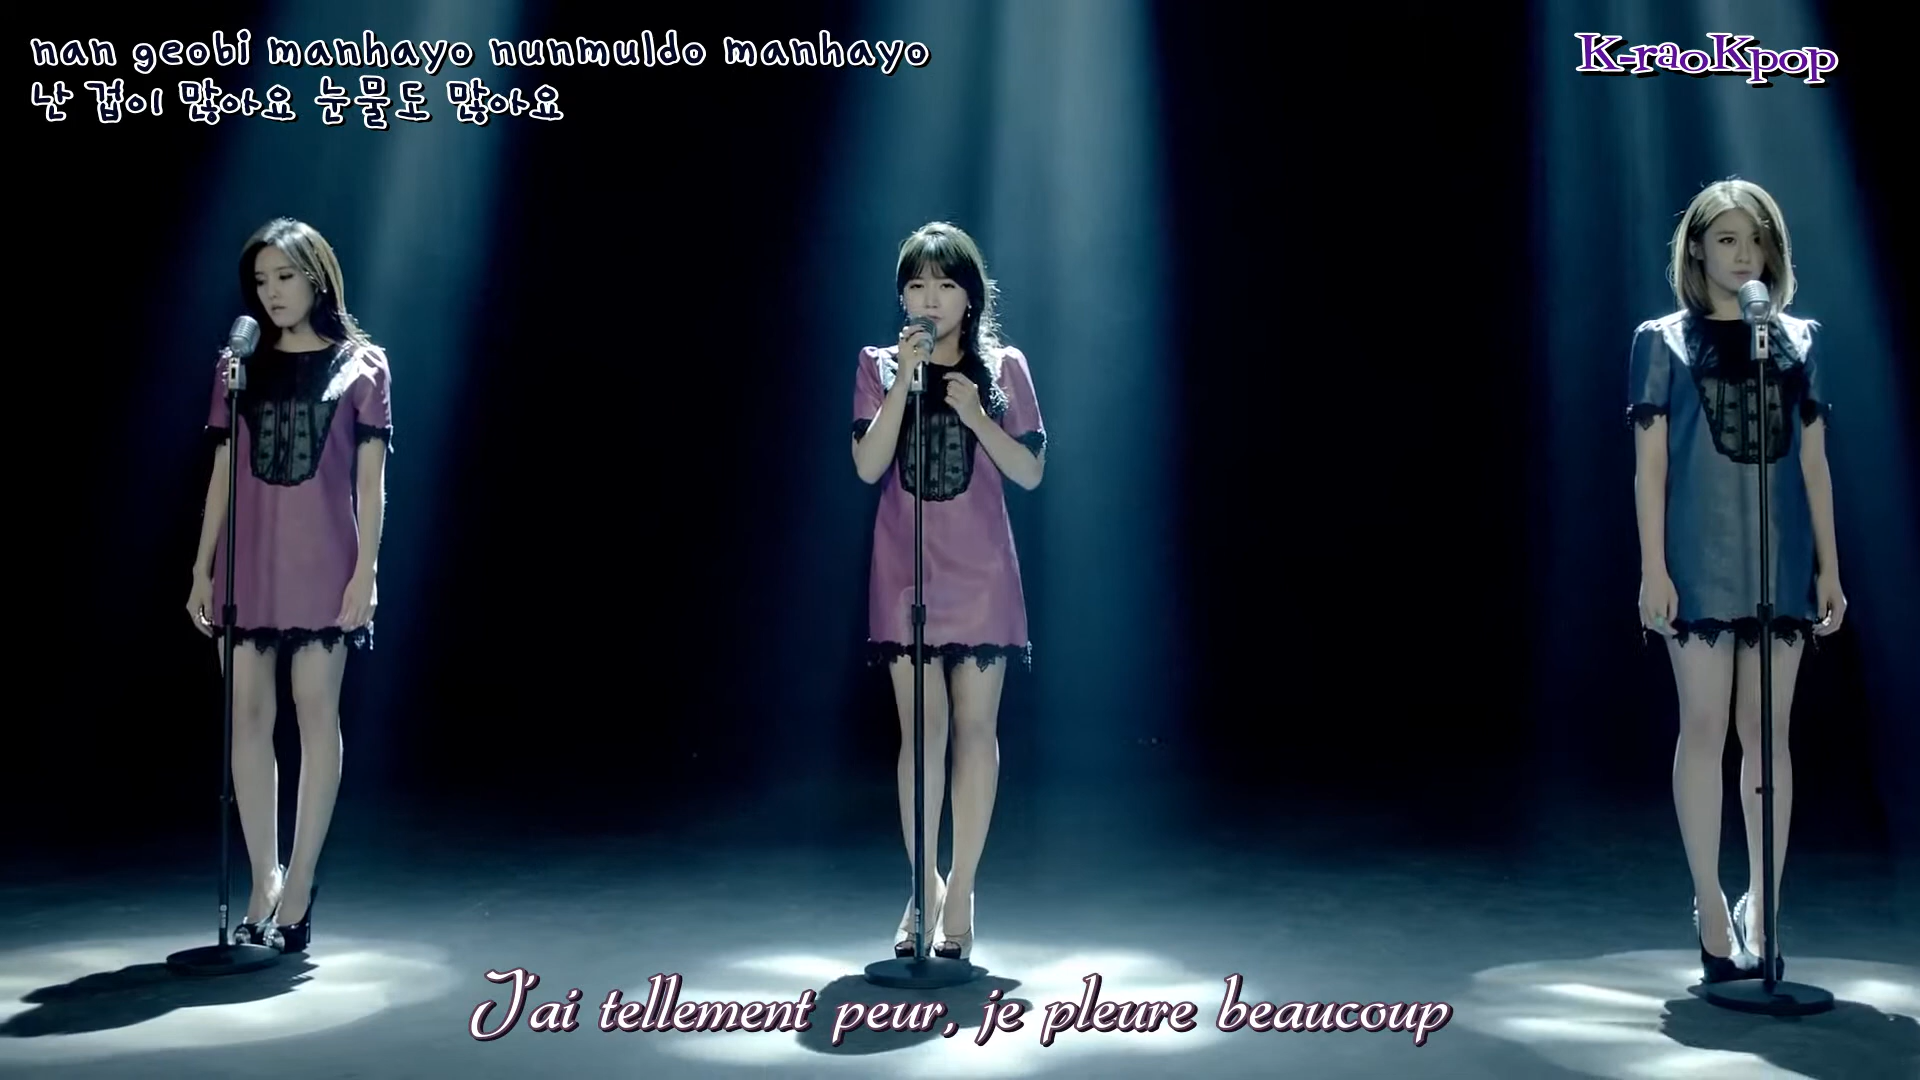 nan geobi manhayo nunmuldo manhayo
난 겁이 많아요 눈물도 많아요
K-raoKpop
J'ai tellement peur, je pleure beaucoup